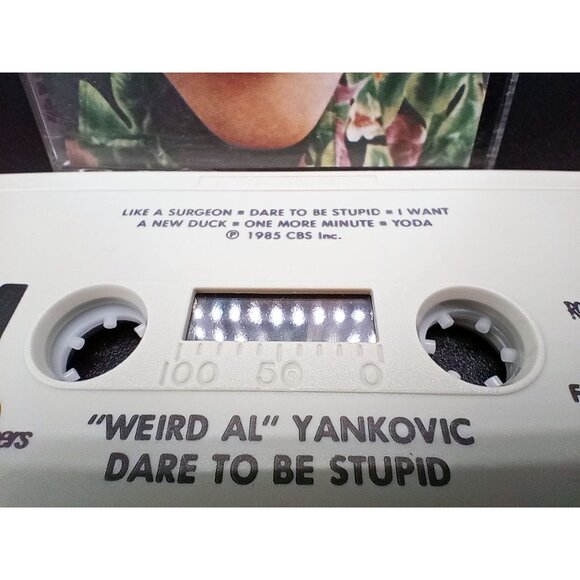 LIKE A SURGEON ▪ DARE TO BE STUPID ▪ I WANT
A NEW DUCK ▪ ONE MORE MINUTE ▪ YODA
℗ 1985 CBS Inc.
100 50 0
"WEIRD AL" YANKOVIC
DARE TO BE STUPID